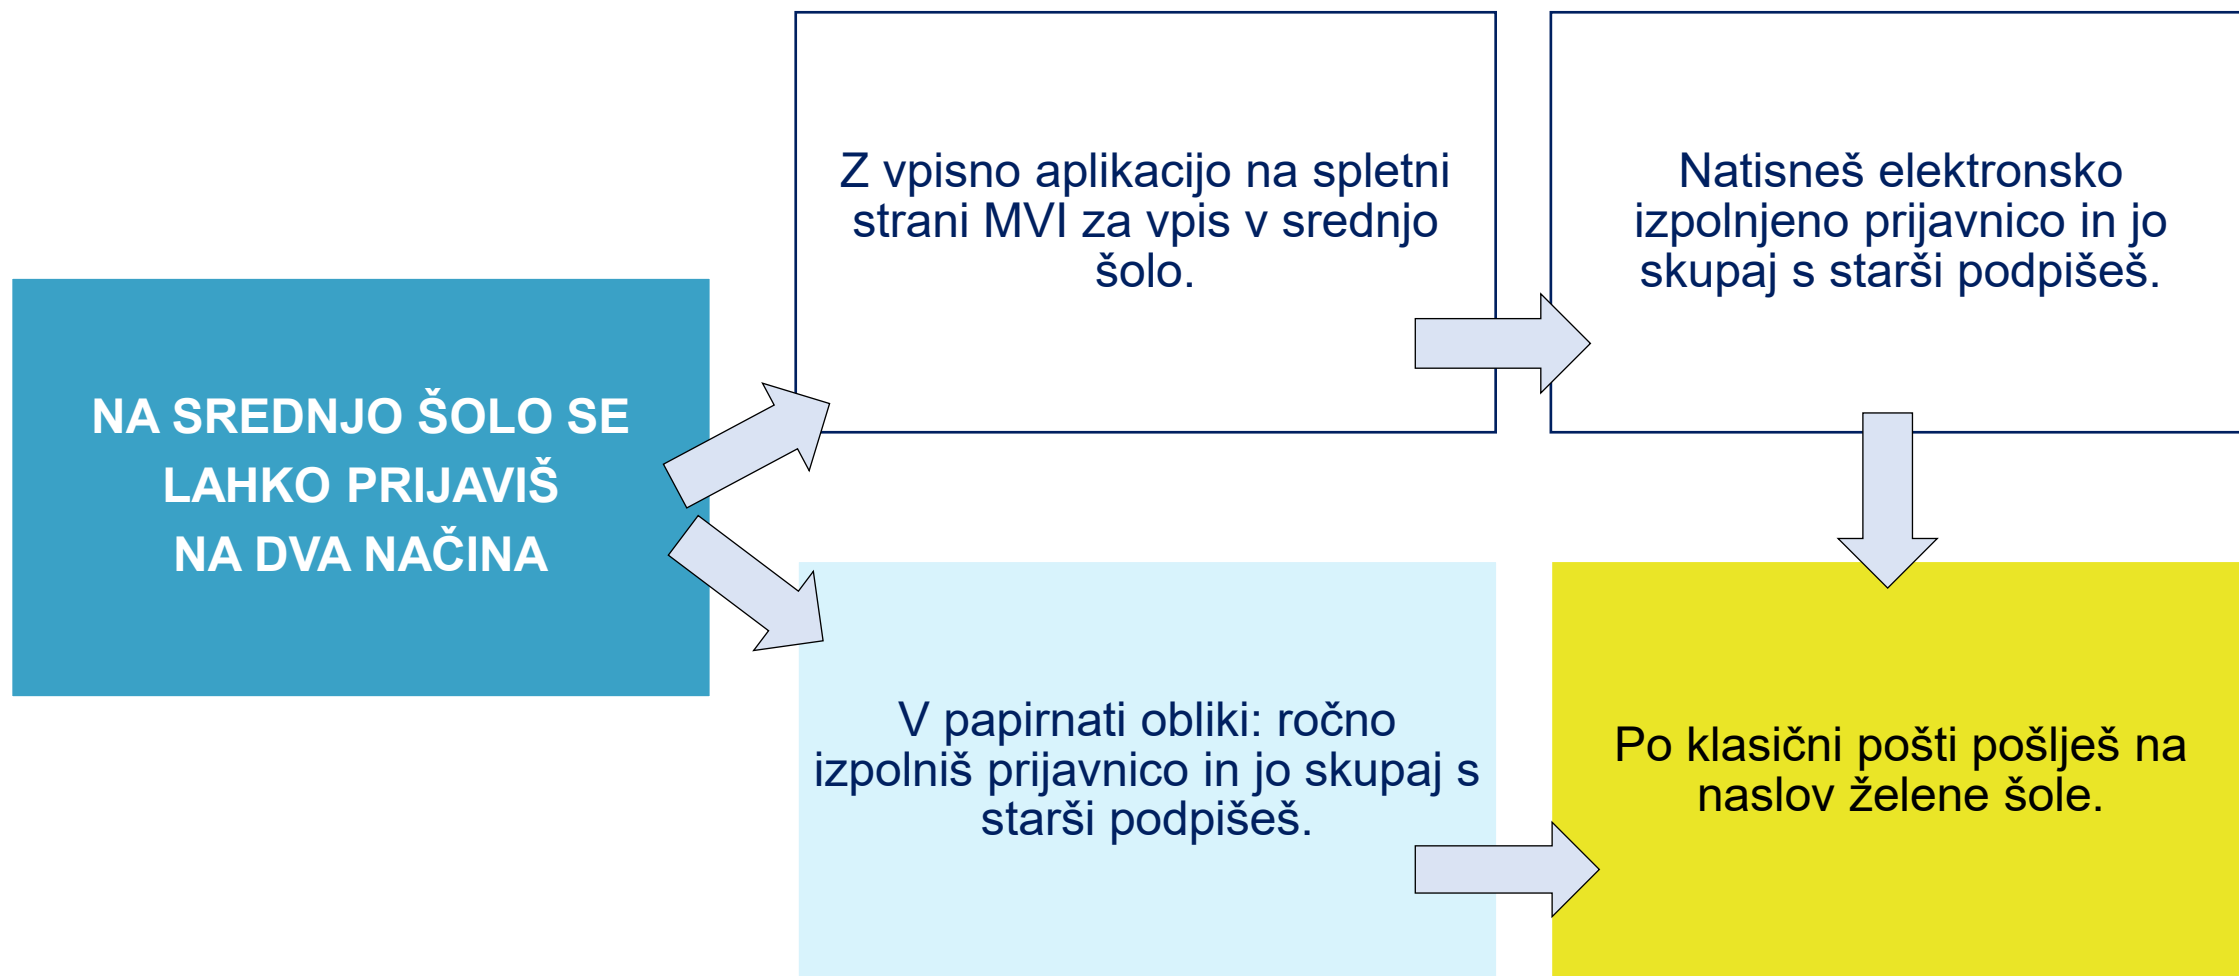 NA SREDNJO ŠOLO SE
LAHKO PRIJAVIŠ
NA DVA NAČINA
Z vpisno aplikacijo na spletni
strani MVI za vpis v srednjo
šolo.
Natisneš elektronsko
izpolnjeno prijavnico in jo
skupaj s starši podpišeš.
V papirnati obliki: ročno
izpolniš prijavnico in jo skupaj s
starši podpišeš.
Po klasični pošti pošlješ na
naslov želene šole.